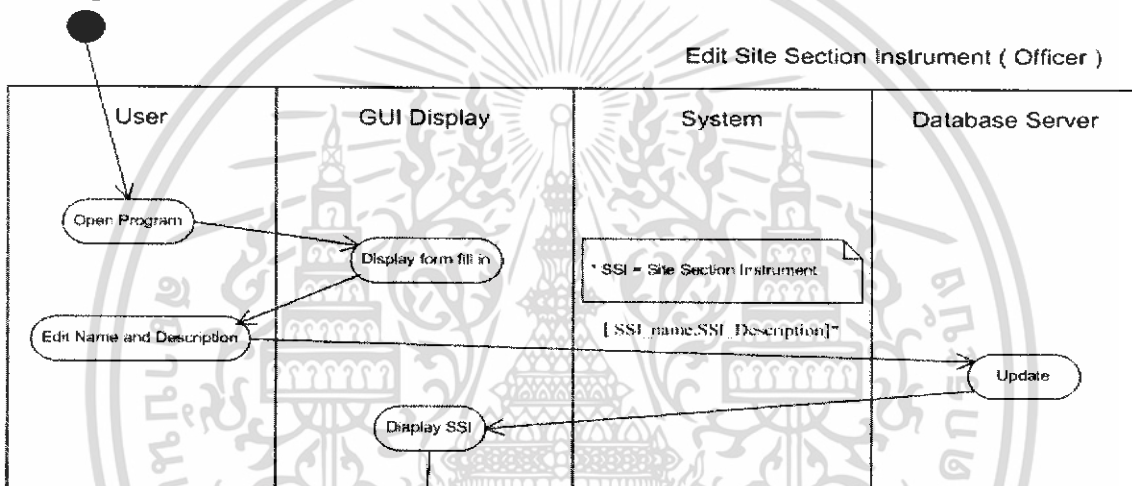 Edit Site Section Instrument ( Officer )
User
GUI Display
System
Database Server
Open Program
Display form fill in
* SSI = Site Section Instrument
[ SSI_name,SSI_Description]*
Edit Name and Description
Update
Display SSI